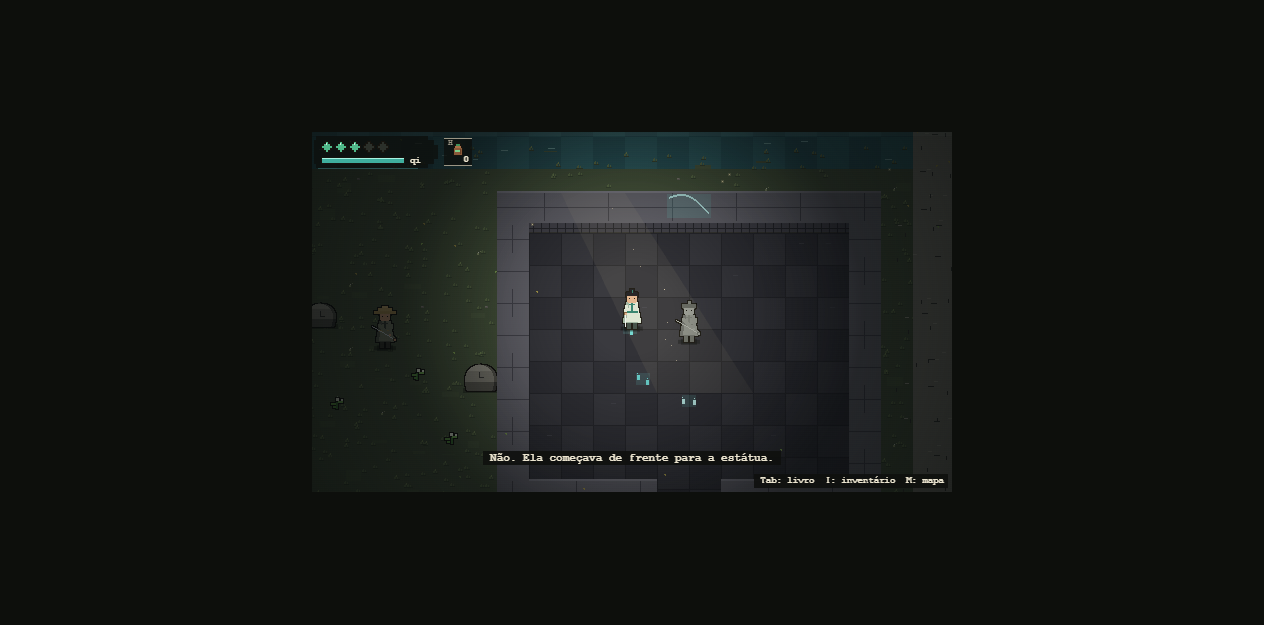 qi
H
0
Não. Ela começava de frente para a estátua.
Tab: livro I: inventário M: mapa